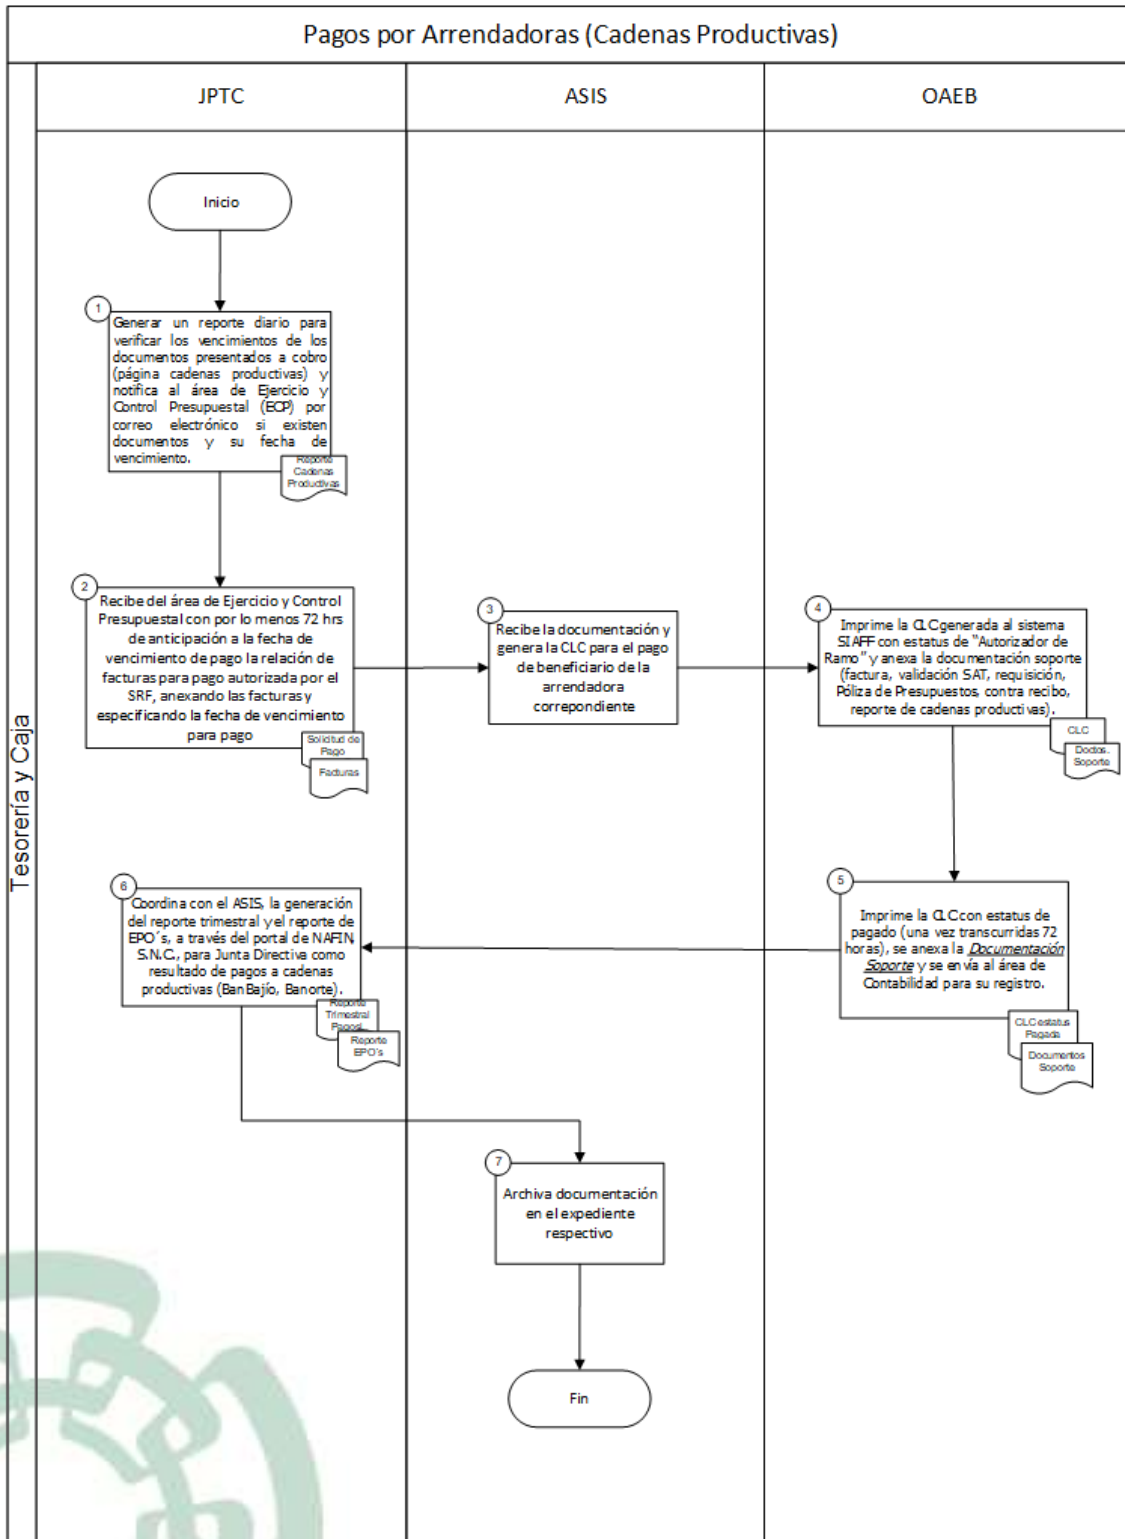 Pagos por Arrendadoras (Cadenas Productivas)
Tesorería y Caja
JPTC
ASIS
OAEB
Inicio
1
Generar un reporte diario para
verificar los vencimientos de los
documentos presentados a cobro
(página cadenas productivas) y
notifica al área de Ejercicio y
Control Presupuestal (ECP) por
correo electrónico si existen
documentos y su fecha de
vencimiento.
Reporte
Cadenas
Productivas
2
Recibe del área de Ejercicio y Control
Presupuestal con por lo menos 72 hrs
de anticipación a la fecha de
vencimiento de pago la relación de
facturas para pago autorizada por el
SRF, anexando las facturas y
especificando la fecha de vencimiento
para pago
Solicitud de
Pago
Facturas
3
Recibe la documentación y
genera la CLC para el pago
de beneficiario de la
arrendadora
correpondiente
4
Imprime la CLC generada al sistema
SIAFF con estatus de "Autorizador de
Ramo" y anexa la documentación soporte
(factura, validación SAT, requisición,
Póliza de Presupuestos, contra recibo,
reporte de cadenas productivas).
CLC
Doctos.
Soporte
5
Imprime la CLC con estatus de
pagado (una vez transcurridas 72
horas), se anexa la Documentación
Soporte y se envía al área de
Contabilidad para su registro.
CLC estatus
Pagada
Documentos
Soporte
6
Coordina con el ASIS, la generación
del reporte trimestral y el reporte de
EPO´s, a través del portal de NAFIN,
S.N.C., para Junta Directiva como
resultado de pagos a cadenas
productivas (BanBajío, Banorte).
Reporte
Trimestral
Pagos
Reporte
EPO´s
7
Archiva documentación
en el expediente
respectivo
Fin